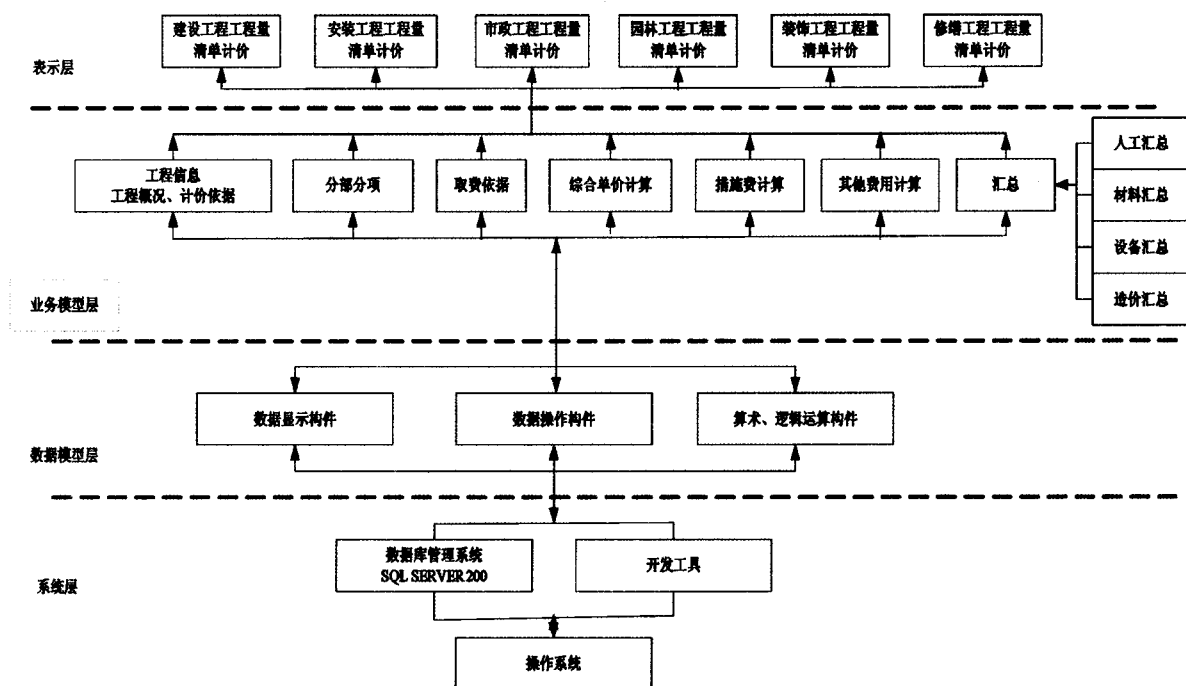 建设工程工程量
清单计价
安装工程工程量
清单计价
市政工程工程量
清单计价
园林工程工程量
清单计价
装饰工程工程量
清单计价
修缮工程工程量
清单计价
表示层
工程信息
工程概况、计价依据
分部分项
取费依据
综合单价计算
措施费计算
其他费用计算
汇总
人工汇总
材料汇总
设备汇总
造价汇总
业务模型层
数据显示构件
数据操作构件
算术、逻辑运算构件
数据模型层
数据库管理系统
SQL SERVER 200
开发工具
系统层
操作系统